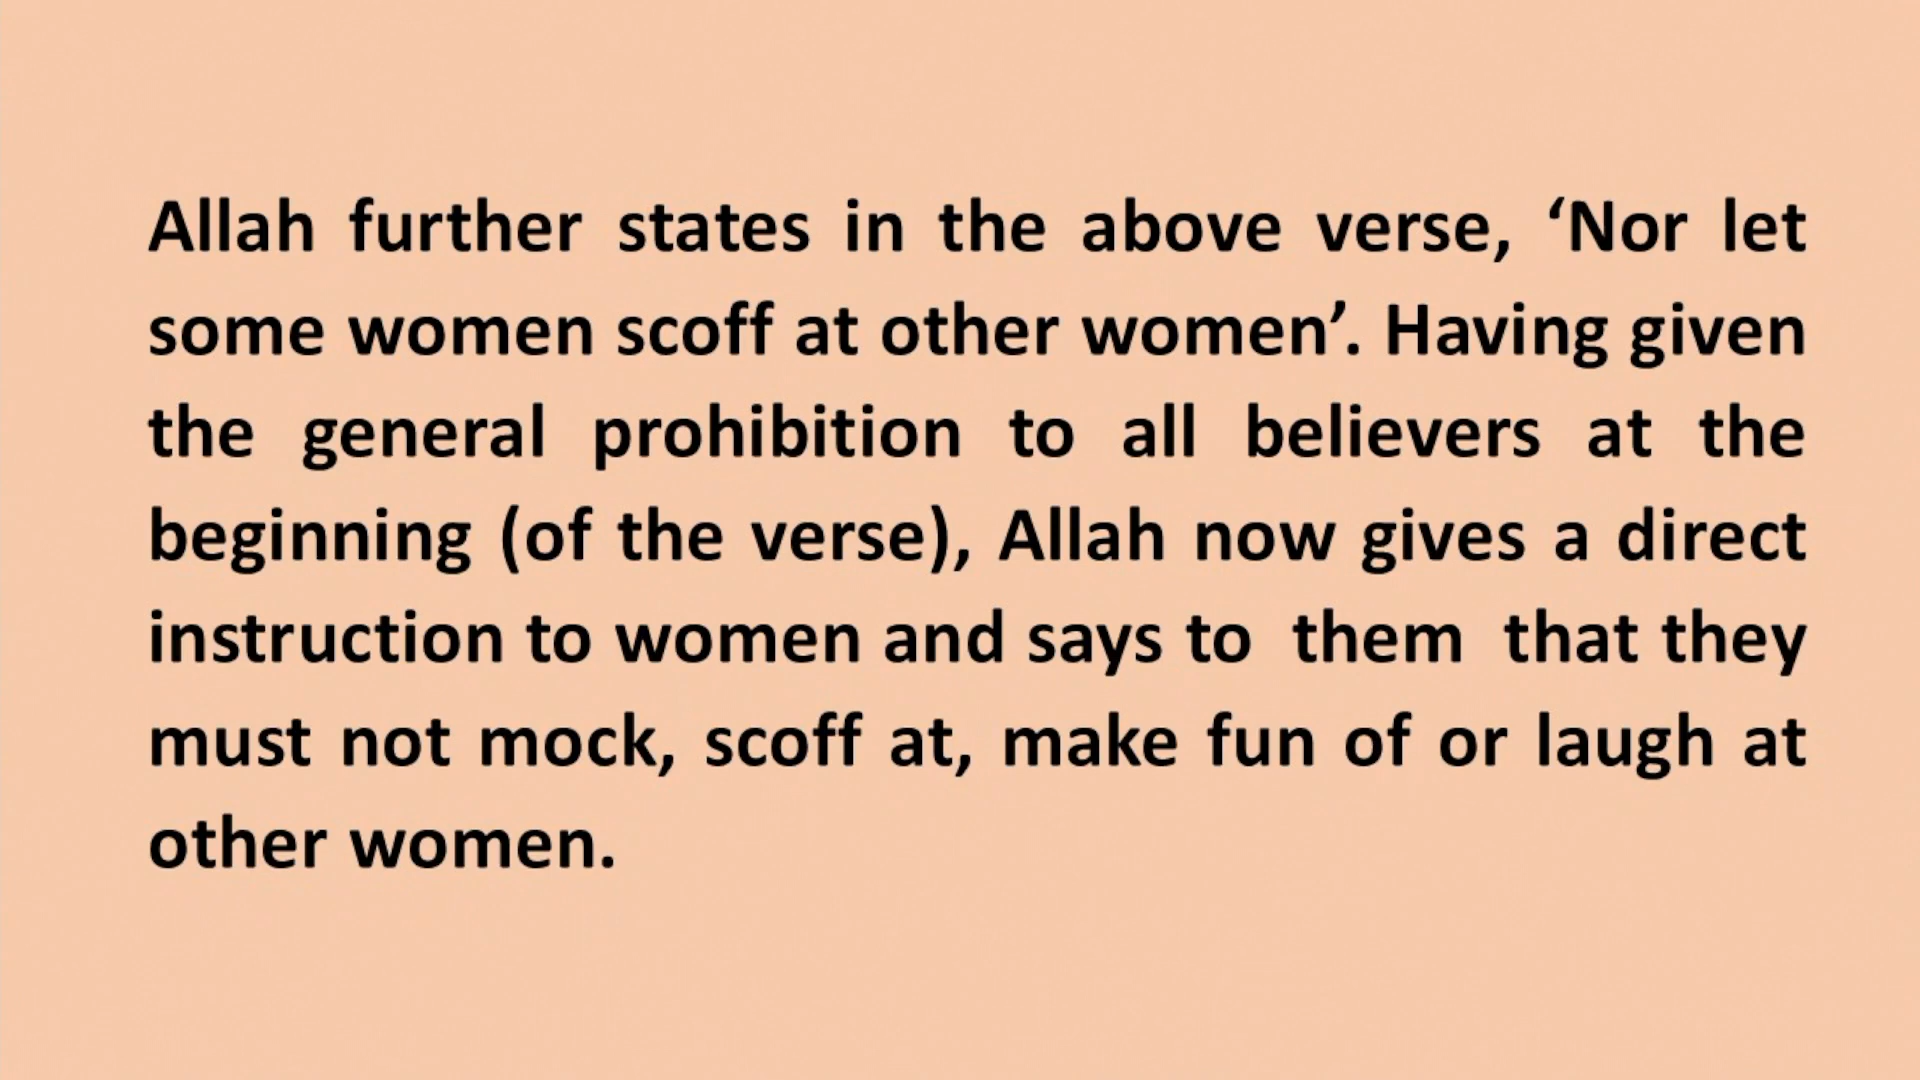 Allah further states in the above verse, ‘Nor let
some women scoff at other women’. Having given
the general prohibition to all believers at the
beginning (of the verse), Allah now gives a direct
instruction to women and says to them that they
must not mock, scoff at, make fun of or laugh at
other women.